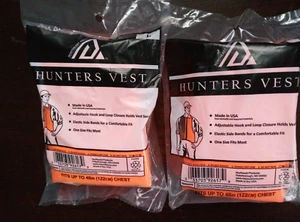 HUNTERS VEST
Made in USA
Adjustable Hook and Loop Closure Holds Vest
Elastic Side Bands for a Comfortable Fit
One Size Fits Most
FITS UP TO 48in (122cm) CHEST
HUNTERS VEST
Made in USA
Adjustable Hook and Loop Closure Holds Vest
Elastic Side Bands for a Comfortable Fit
One Size Fits Most
FITS UP TO 48in (122cm) CHEST